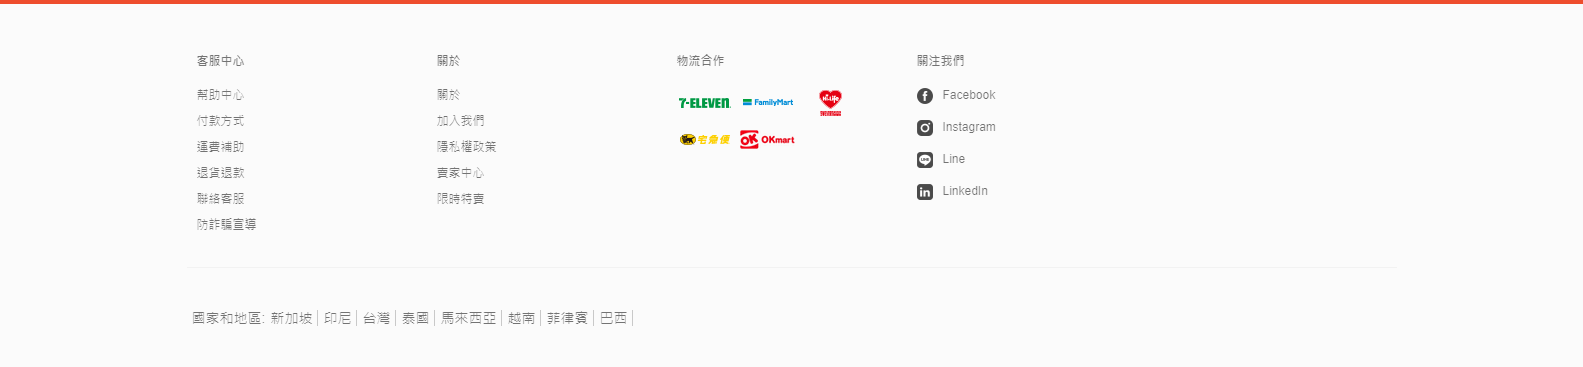 客服中心
幫助中心
付款方式
運費補助
退貨退款
聯絡客服
防詐騙宣導
關於
關於
加入我們
隱私權政策
賣家中心
限時特賣
物流合作
7-ELEVEN
FamilyMart
Hi-Life
宅急便
OK OKmart
關注我們
Facebook
Instagram
Line
LinkedIn
國家和地區: 新加坡 | 印尼 | 台灣 | 泰國 | 馬來西亞 | 越南 | 菲律賓 | 巴西 |